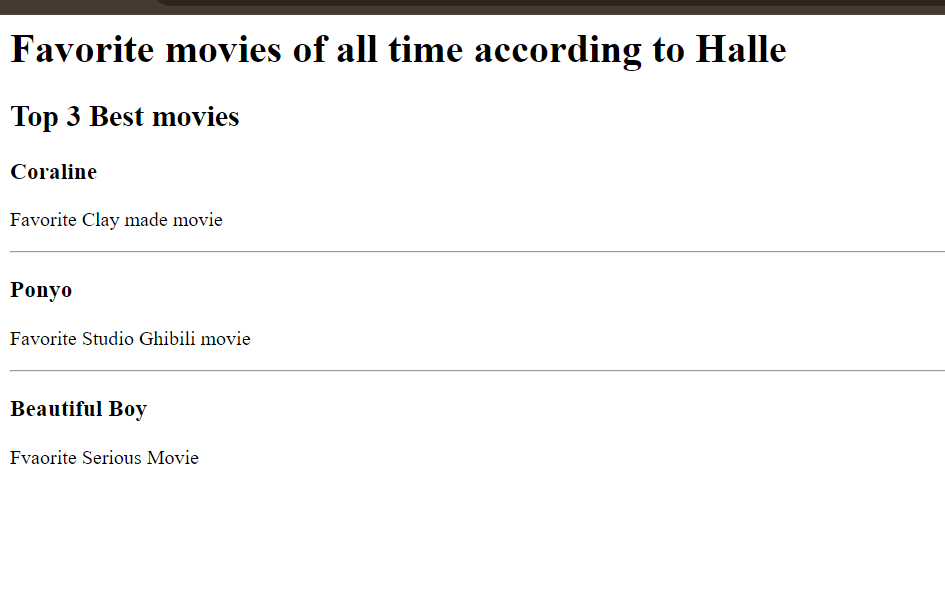 Favorite movies of all time according to Halle
Top 3 Best movies
Coraline
Favorite Clay made movie
Ponyo
Favorite Studio Ghibili movie
Beautiful Boy
Fvaorite Serious Movie